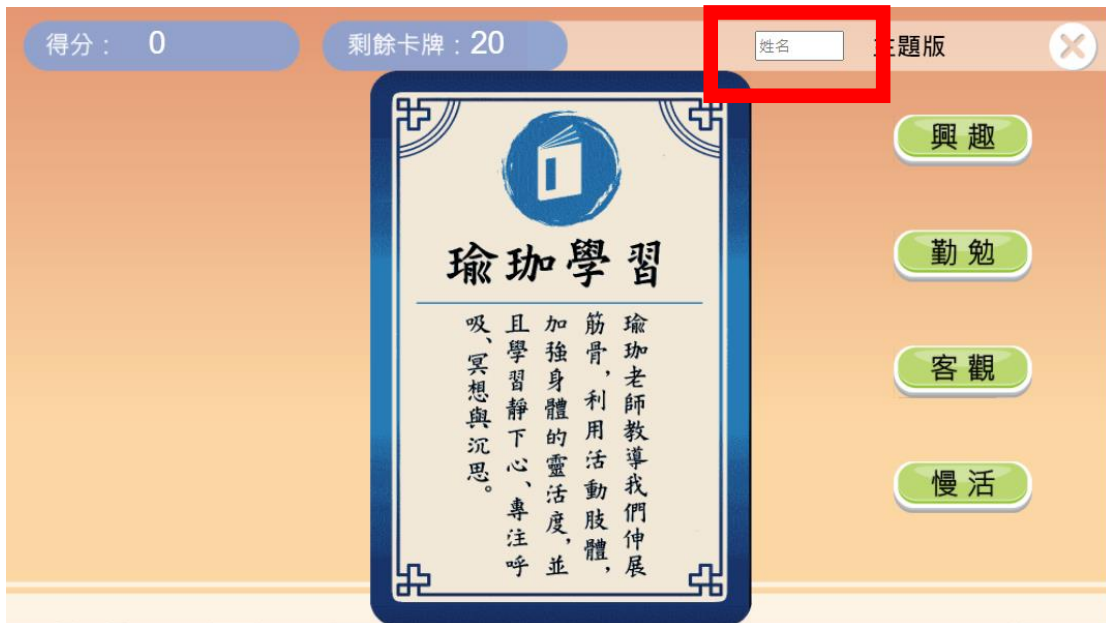 得分： 0
剩餘卡牌：20
姓名
主題版
瑜珈學習
瑜珈老師教導我們伸展
筋骨，利用活動肢體，
加強身體的靈活度，並
且學習靜下心、專注呼
吸、冥想與沉思。
興趣
勤勉
客觀
慢活